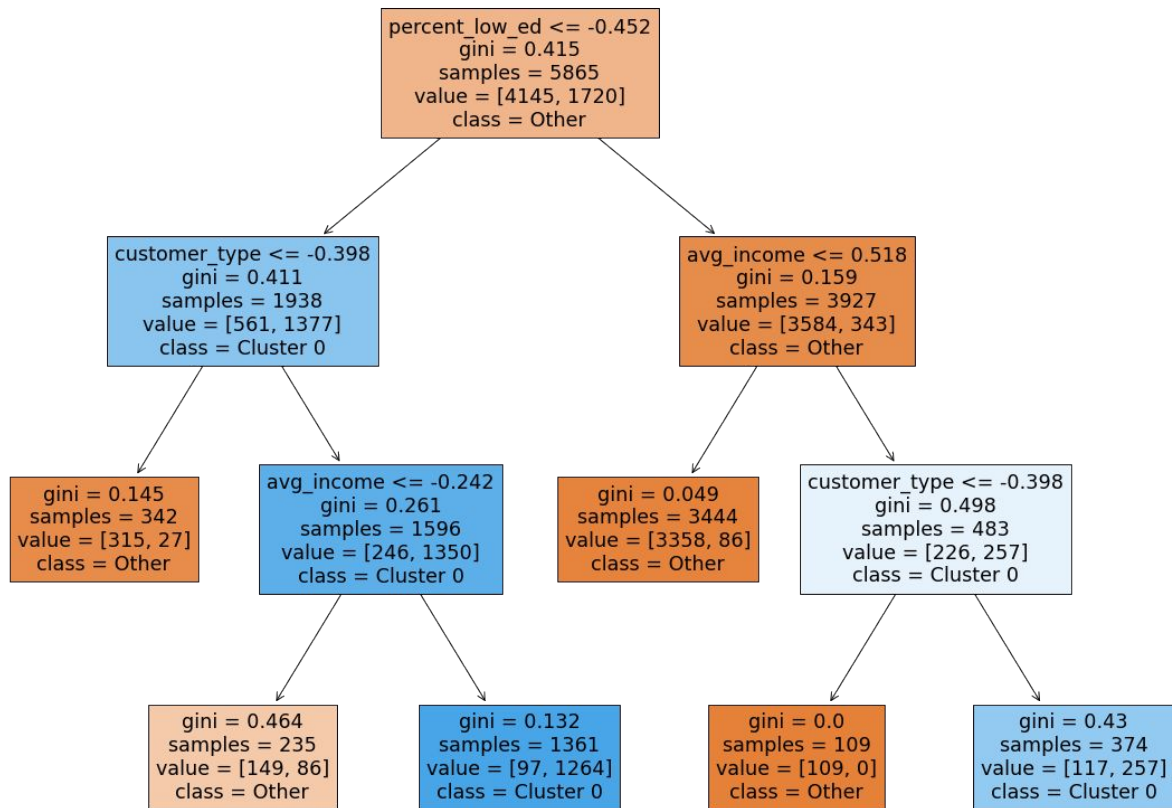 percent_low_ed <= -0.452
gini = 0.415
samples = 5865
value = [4145, 1720]
class = Other
customer_type <= -0.398
gini = 0.411
samples = 1938
value = [561, 1377]
class = Cluster 0
avg_income <= 0.518
gini = 0.159
samples = 3927
value = [3584, 343]
class = Other
gini = 0.145
samples = 342
value = [315, 27]
class = Other
avg_income <= -0.242
gini = 0.261
samples = 1596
value = [246, 1350]
class = Cluster 0
gini = 0.049
samples = 3444
value = [3358, 86]
class = Other
customer_type <= -0.398
gini = 0.498
samples = 483
value = [226, 257]
class = Cluster 0
gini = 0.464
samples = 235
value = [149, 86]
class = Other
gini = 0.132
samples = 1361
value = [97, 1264]
class = Cluster 0
gini = 0.0
samples = 109
value = [109, 0]
class = Other
gini = 0.43
samples = 374
value = [117, 257]
class = Cluster 0